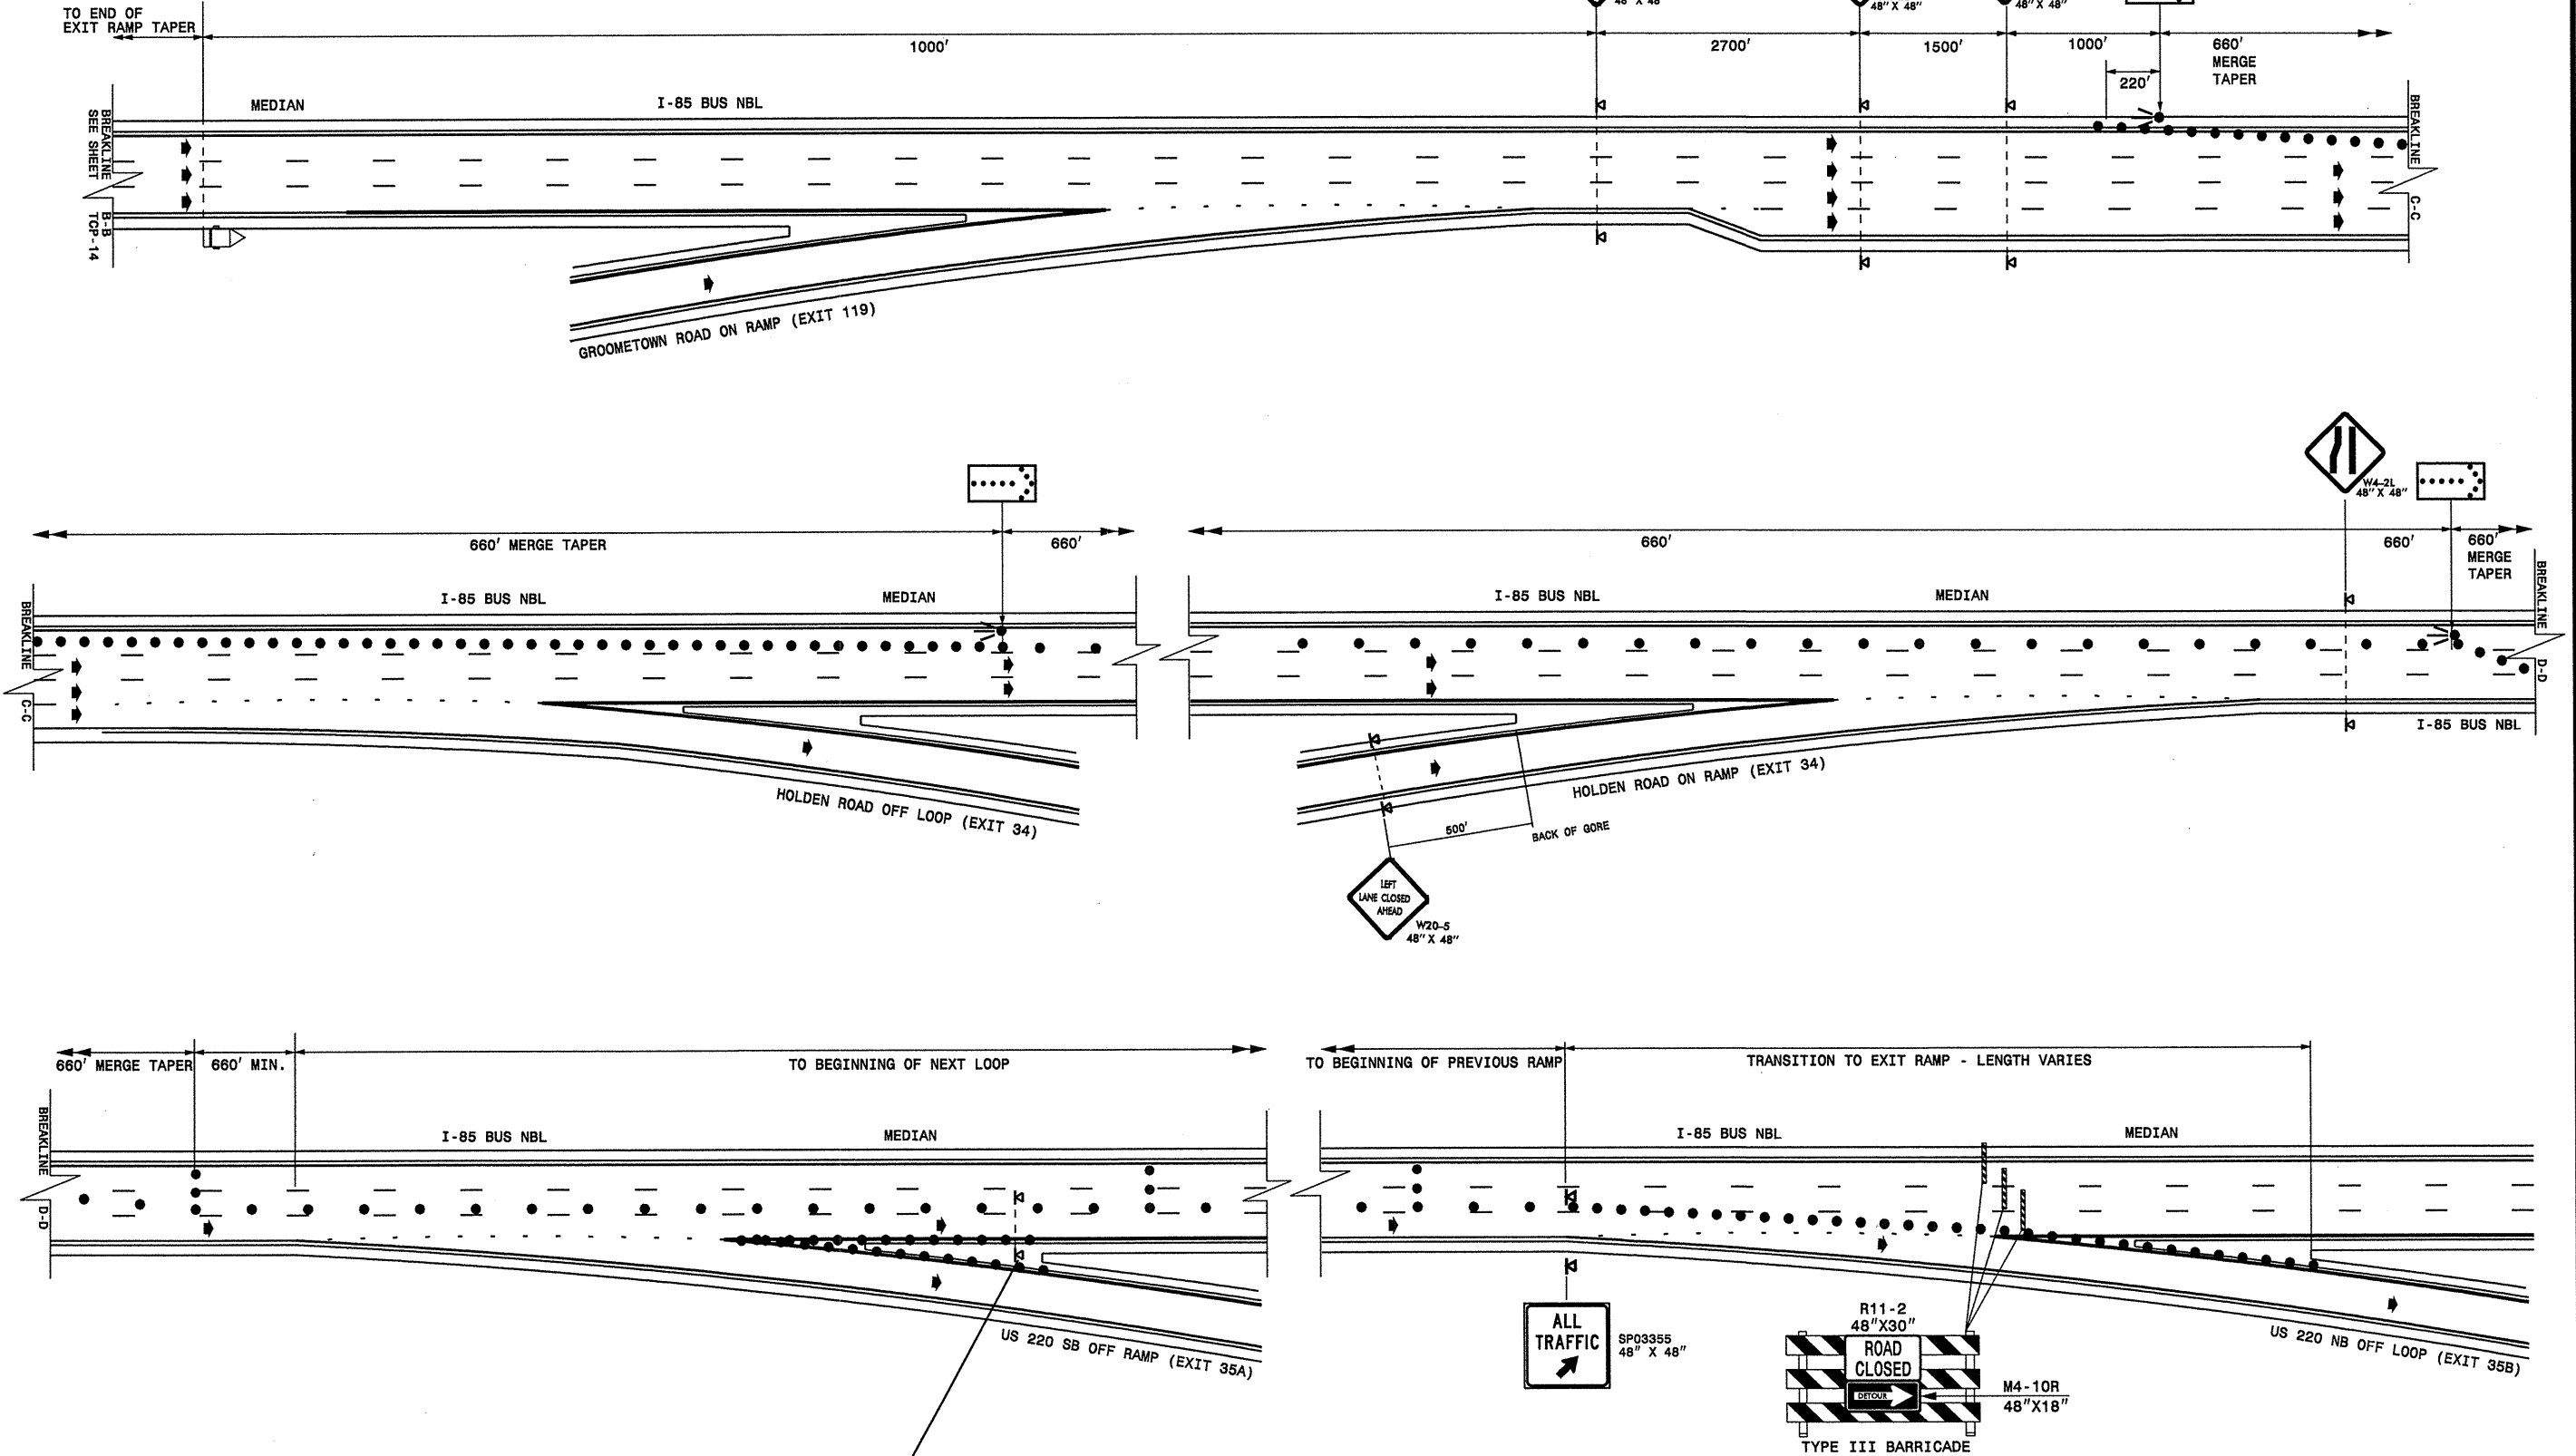 TO END OF
EXIT RAMP TAPER
1000'
48" X 48"
2700'
48" X 48"
1500'
48" X 48"
1000'
660'
MERGE
TAPER
220'
BREAKLINE
SEE SHEET
B-B
TCP-14
MEDIAN
I-85 BUS NBL
BREAKLINE
C-C
GROOMETOWN ROAD ON RAMP (EXIT 119)
660' MERGE TAPER
660'
660'
W4-2L
48" X 48"
660'
660'
MERGE
TAPER
BREAKLINE
C-C
I-85 BUS NBL
MEDIAN
I-85 BUS NBL
MEDIAN
BREAKLINE
D-D
I-85 BUS NBL
HOLDEN ROAD OFF LOOP (EXIT 34)
HOLDEN ROAD ON RAMP (EXIT 34)
500'
BACK OF GORE
LEFT
LANE CLOSED
AHEAD
W20-5
48" X 48"
660' MERGE TAPER
660' MIN.
TO BEGINNING OF NEXT LOOP
TO BEGINNING OF PREVIOUS RAMP
TRANSITION TO EXIT RAMP - LENGTH VARIES
BREAKLINE
D-D
I-85 BUS NBL
MEDIAN
I-85 BUS NBL
MEDIAN
US 220 SB OFF RAMP (EXIT 35A)
ALL
TRAFFIC
SP03355
48" X 48"
R11-2
48"X30"
ROAD
CLOSED
DETOUR
M4-10R
48"X18"
TYPE III BARRICADE
US 220 NB OFF LOOP (EXIT 35B)